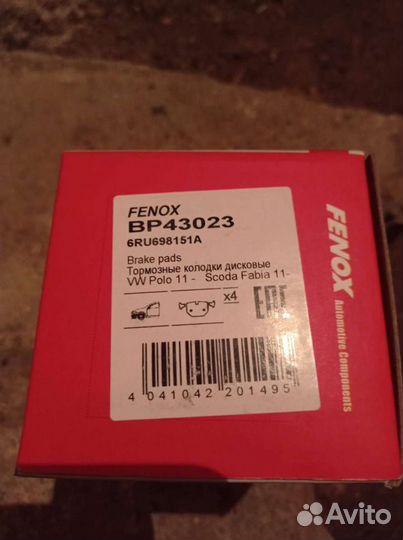 FENOX
BP43023
6RU698151A
Brake pads
Тормозные колодки дисковые
VW Polo 11 - Scoda Fabia 11-
x4
EAC
4 041042 201495
FENOX
Automotive Components
Avito